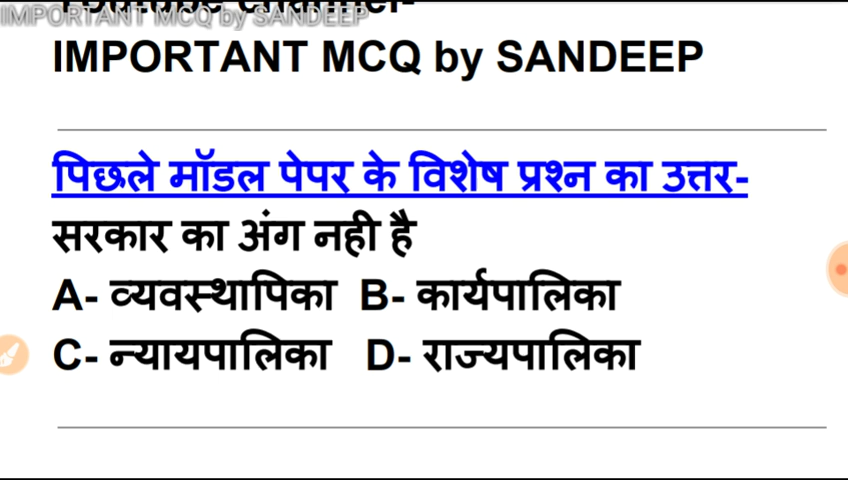 IMPORTANT MCQ by SANDEEP
IMPORTANT MCQ by SANDEEP
पिछले मॉडल पेपर के विशेष प्रश्न का उत्तर-
सरकार का अंग नही है
A- व्यवस्थापिका B- कार्यपालिका
C- न्यायपालिका D- राज्यपालिका